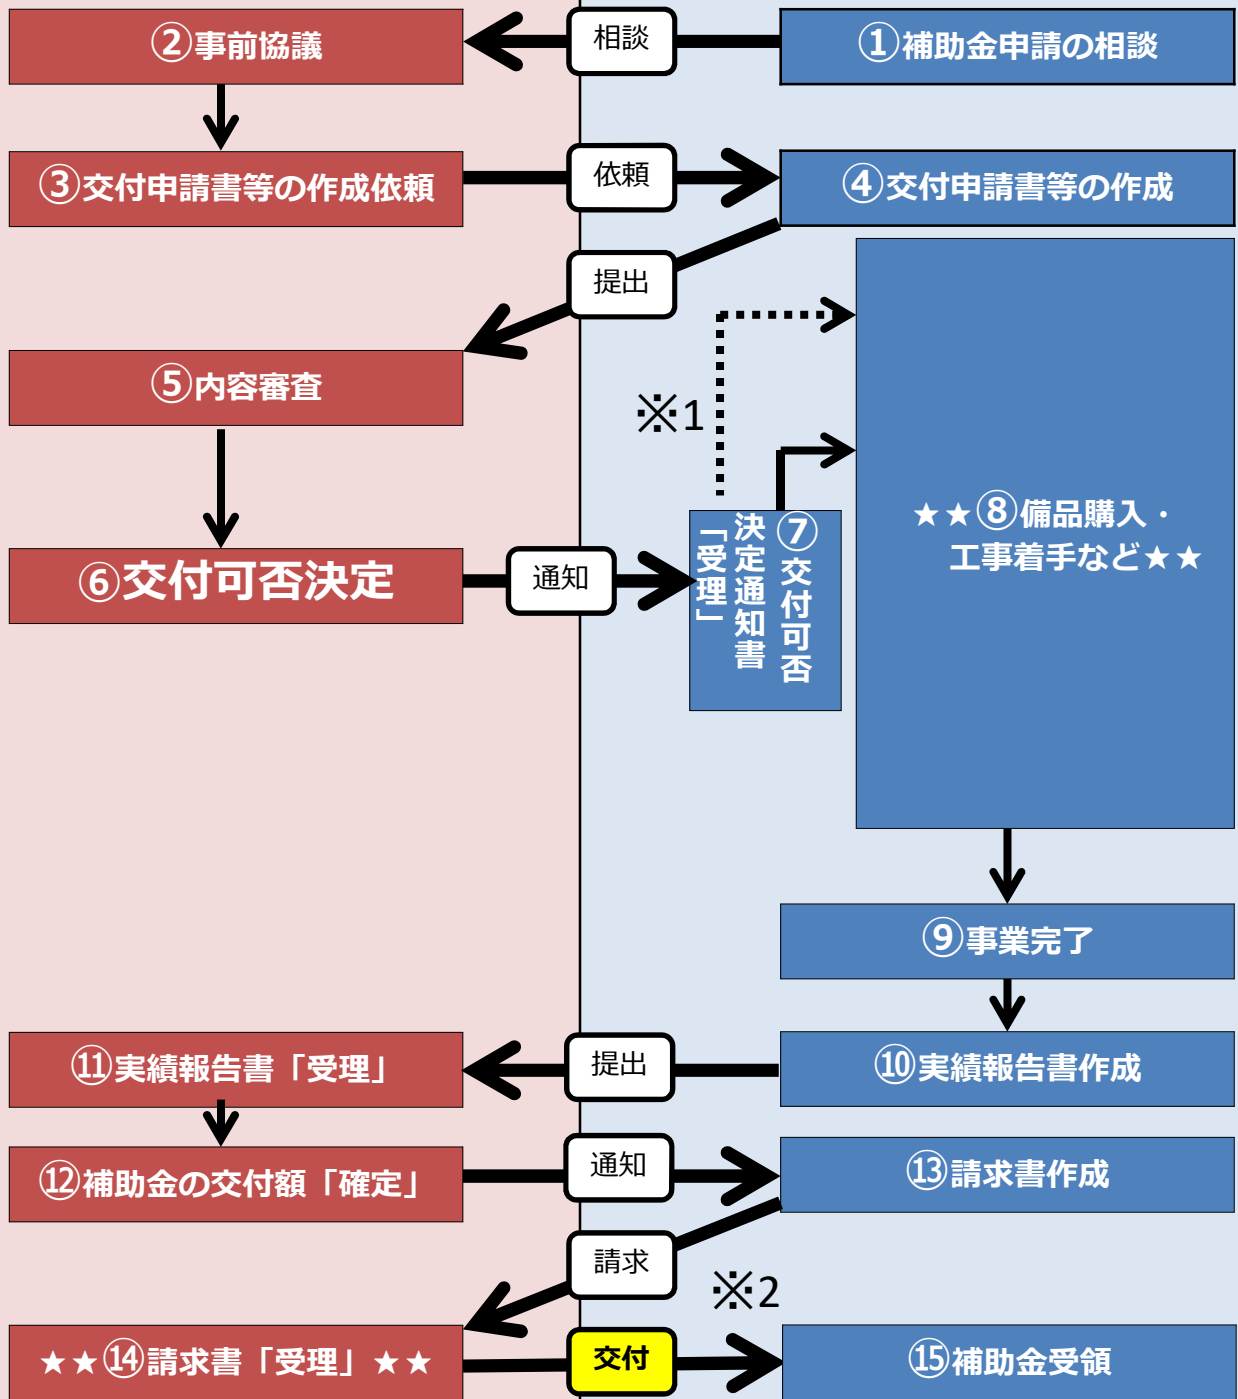 ②事前協議
相談
①補助金申請の相談
③交付申請書等の作成依頼
依頼
④交付申請書等の作成
提出
⑤内容審査
※1
⑥交付可否決定
通知
⑦交付可否
決定通知書
「受理」
★★⑧備品購入・
工事着手など★★
⑨事業完了
⑪実績報告書「受理」
提出
⑩実績報告書作成
⑫補助金の交付額「確定」
通知
⑬請求書作成
請求
※2
★★⑭請求書「受理」★★
交付
⑮補助金受領